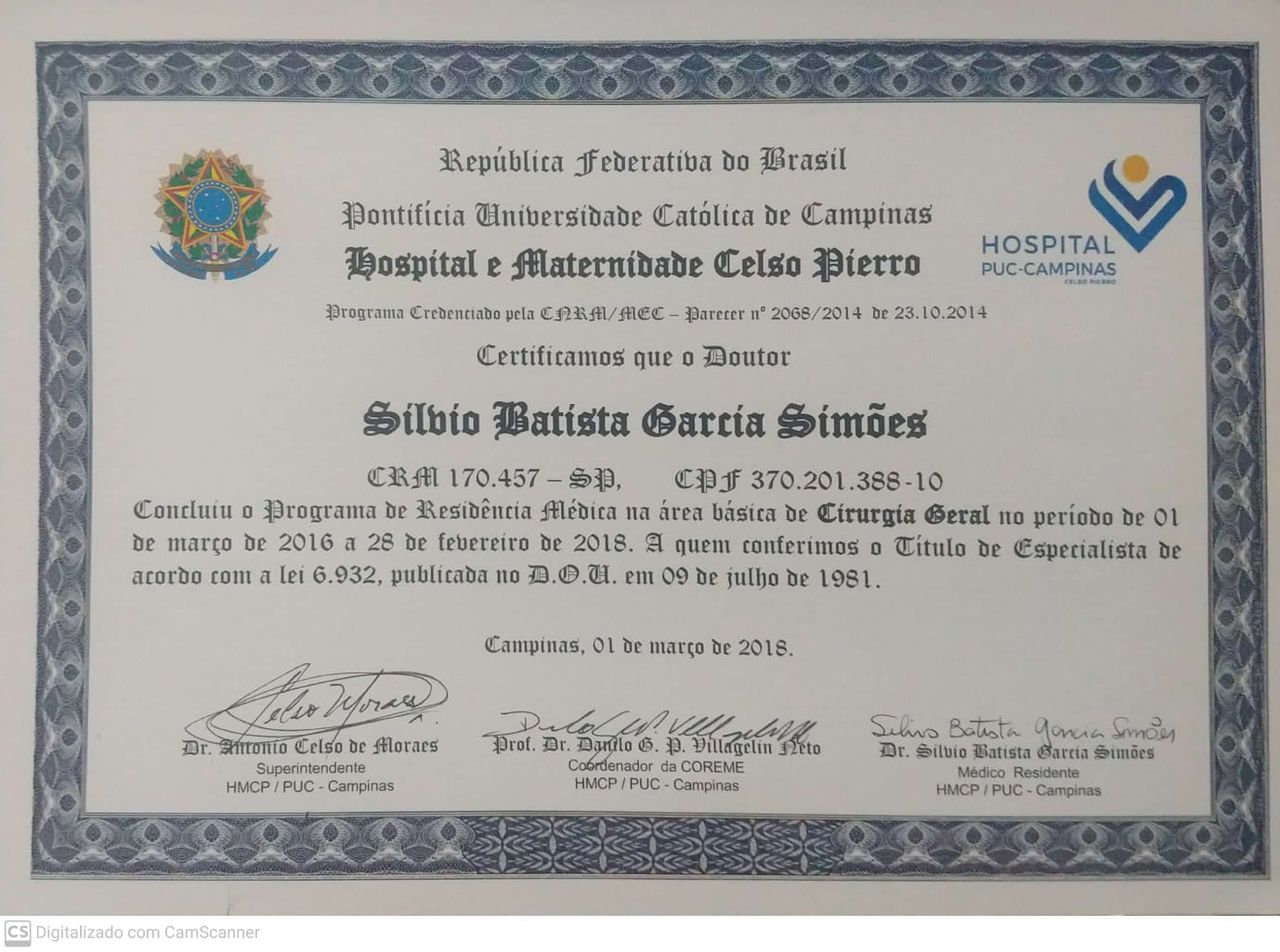 República Federativa do Brasil
Pontifícia Universidade Católica de Campinas
Hospital e Maternidade Celso Pierro
HOSPITAL
PUC-CAMPINAS
CELSO PIERRO
Programa Credenciado pela CNRM/MEC – Parecer nº 2068/2014 de 23.10.2014
Certificamos que o Doutor
Silvio Batista Garcia Simões
CRM 170.457 – SP, CPF 370.201.388-10
Concluiu o Programa de Residência Médica na área básica de Cirurgia Geral no período de 01
de março de 2016 a 28 de fevereiro de 2018. A quem conferimos o Título de Especialista de
acordo com a lei 6.932, publicada no D.O.U. em 09 de julho de 1981.
Campinas, 01 de março de 2018.
Celso Moraes
Silvio Batista Garcia Simões
Dr. Antonio Celso de Moraes
Superintendente
HMCP / PUC - Campinas
Prof. Dr. Danilo G. P. Villagelin Neto
Coordenador da COREME
HMCP / PUC - Campinas
Dr. Silvio Batista Garcia Simões
Médico Residente
HMCP / PUC - Campinas
CS Digitalizado com CamScanner